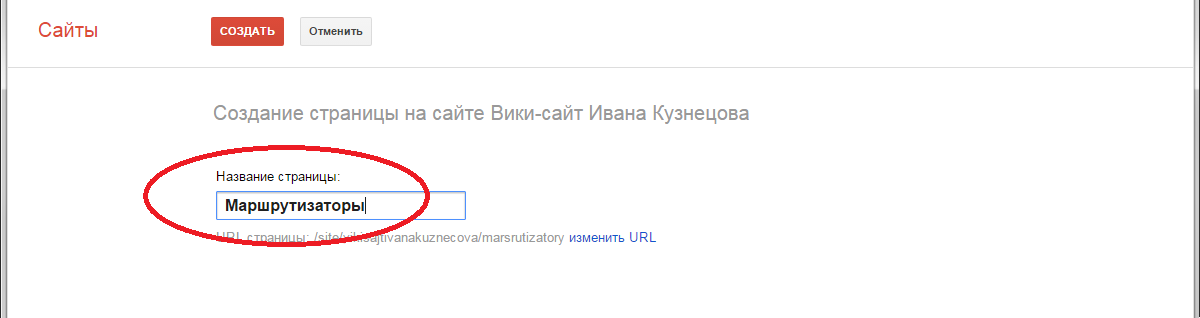 Сайты
СОЗДАТЬ
Отменить
Создание страницы на сайте Вики-сайт Ивана Кузнецова
Название страницы:
Маршрутизаторы
URL страницы: /site/vikisajtivanakuznecova/marsrutizatory изменить URL